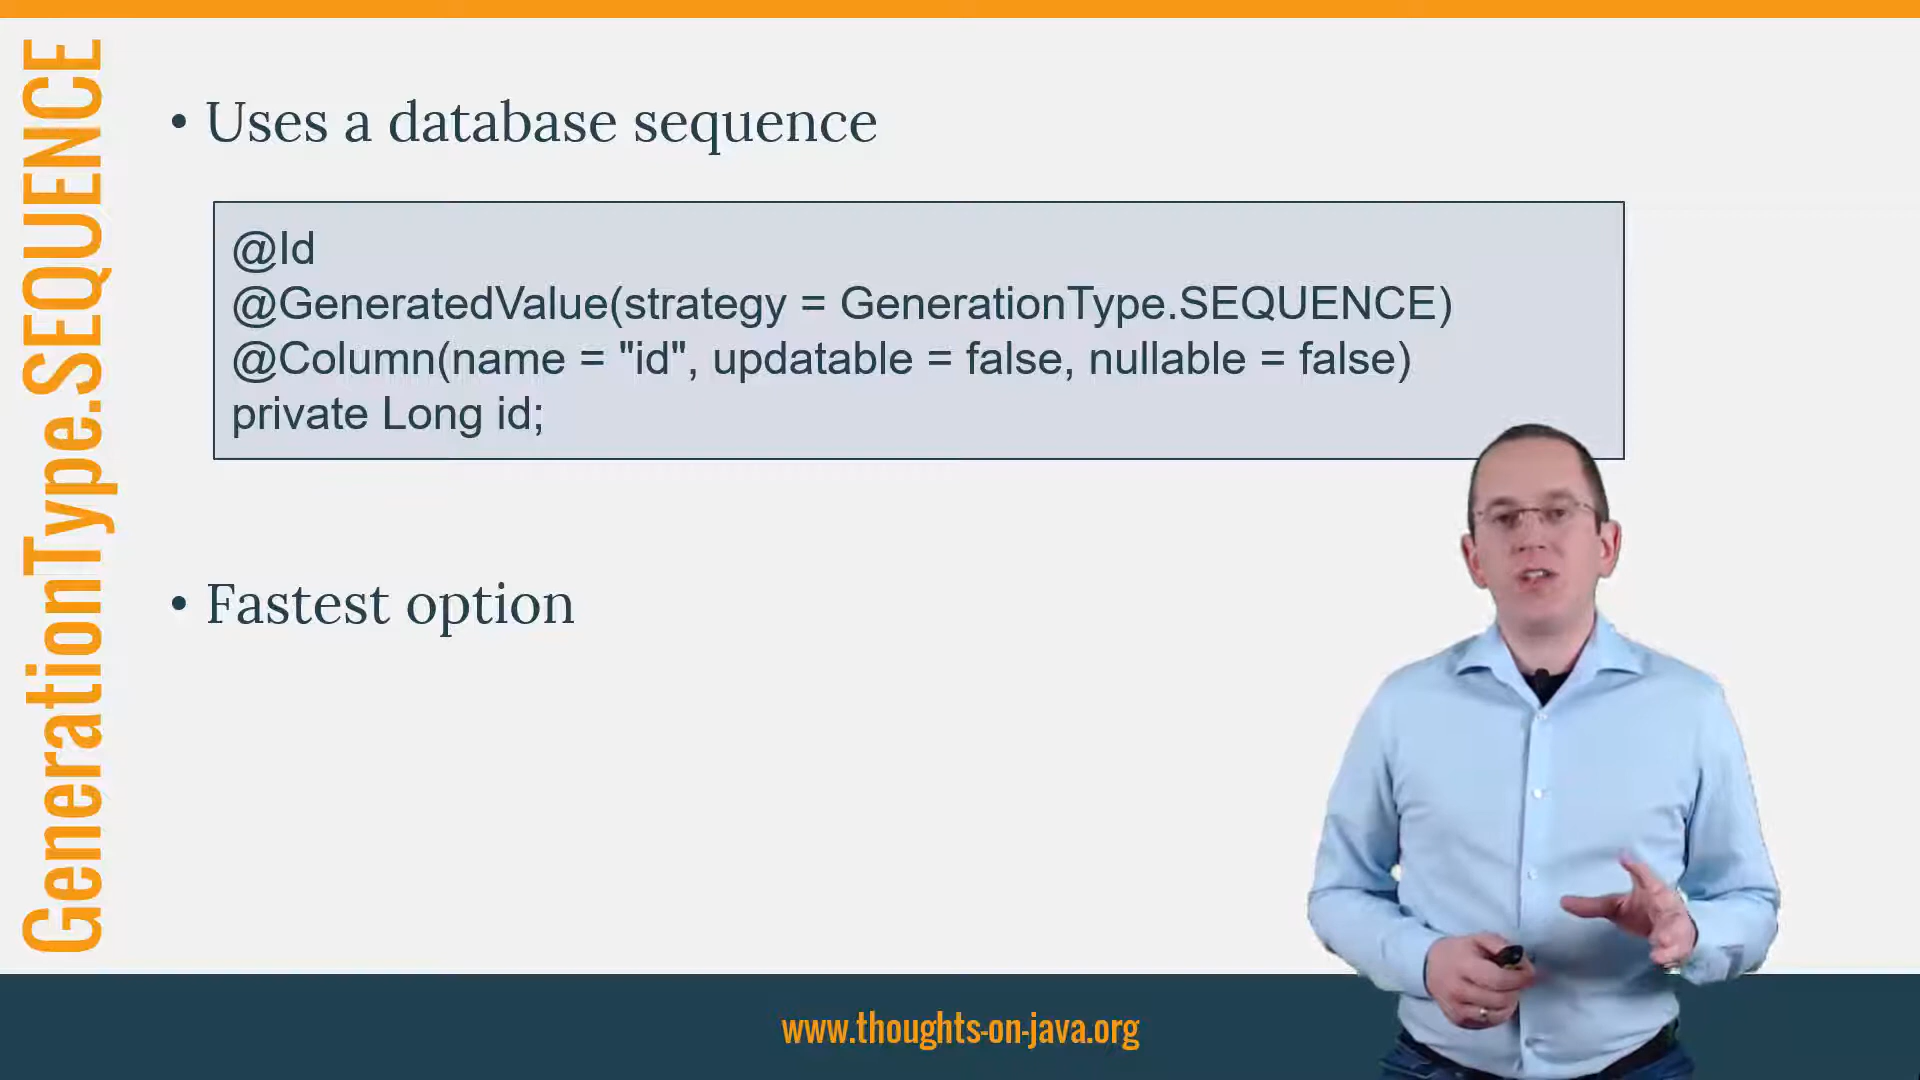 GenerationType.SEQUENCE
• Uses a database sequence
@Id
@GeneratedValue(strategy = GenerationType.SEQUENCE)
@Column(name = "id", updatable = false, nullable = false)
private Long id;
• Fastest option
www.thoughts-on-java.org